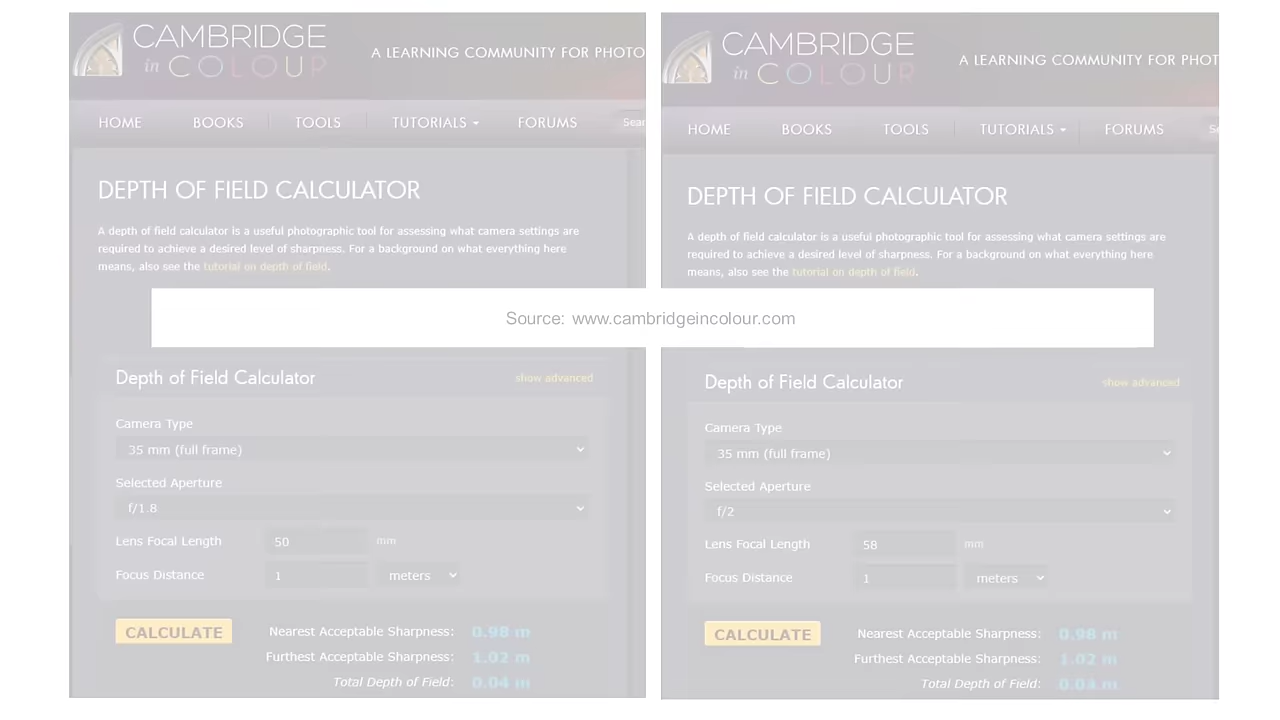 CAMBRIDGE
in COLOUR
A LEARNING COMMUNITY FOR PHOTO
HOME BOOKS TOOLS TUTORIALS FORUMS Sear
DEPTH OF FIELD CALCULATOR
A depth of field calculator is a useful photographic tool for assessing what camera settings are
required to achieve a desired level of sharpness. For a background on what everything here
means, also see the tutorial on depth of field.
Depth of Field Calculator show advanced
Camera Type
35 mm (full frame)
Selected Aperture
f/1.8
Lens Focal Length 50 mm
Focus Distance 1 meters
CALCULATE Nearest Acceptable Sharpness: 0.98 m
Furthest Acceptable Sharpness: 1.02 m
Total Depth of Field: 0.04 m
CAMBRIDGE
in COLOUR
A LEARNING COMMUNITY FOR PHOT
HOME BOOKS TOOLS TUTORIALS FORUMS Se
DEPTH OF FIELD CALCULATOR
A depth of field calculator is a useful photographic tool for assessing what camera settings are
required to achieve a desired level of sharpness. For a background on what everything here
means, also see the tutorial on depth of field.
Depth of Field Calculator show advanced
Camera Type
35 mm (full frame)
Selected Aperture
f/2
Lens Focal Length 58 mm
Focus Distance 1 meters
CALCULATE Nearest Acceptable Sharpness: 0.98 m
Furthest Acceptable Sharpness: 1.02 m
Total Depth of Field:
Source: www.cambridgeincolour.com